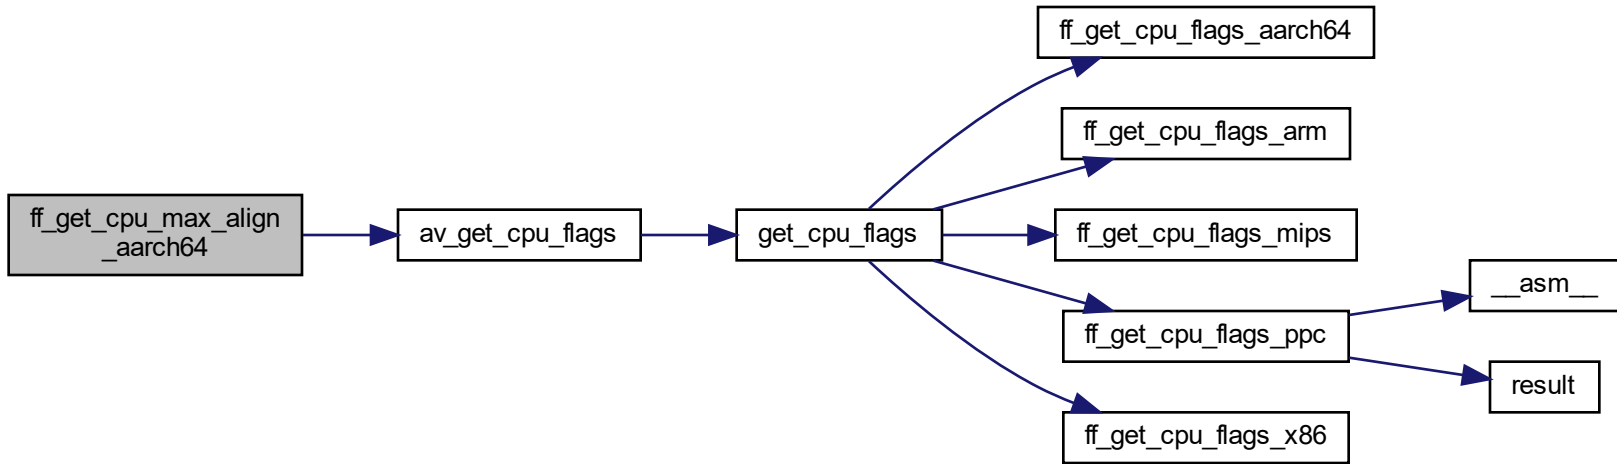 ff_get_cpu_max_align
_aarch64
av_get_cpu_flags
get_cpu_flags
ff_get_cpu_flags_aarch64
ff_get_cpu_flags_arm
ff_get_cpu_flags_mips
ff_get_cpu_flags_ppc
ff_get_cpu_flags_x86
__asm__
result